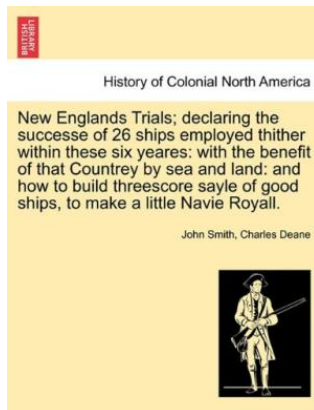 BRITISH
LIBRARY
History of Colonial North America
New Englands Trials; declaring the
successe of 26 ships employed thither
within these six yeares: with the benefit
of that Countrey by sea and land: and
how to build threescore sayle of good
ships, to make a little Navie Royall.
John Smith, Charles Deane